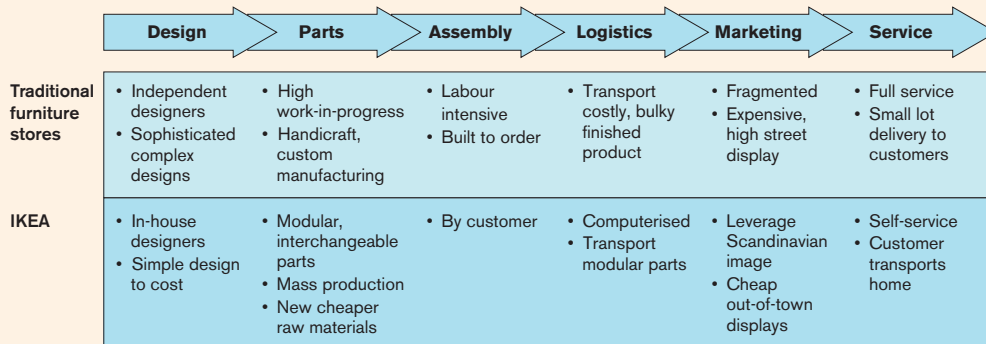 Design
Parts
Assembly
Logistics
Marketing
Service
Traditional
furniture
stores
• Independent
designers
• Sophisticated
complex
designs
• High
work-in-progress
• Handicraft,
custom
manufacturing
• Labour
intensive
• Built to order
• Transport
costly, bulky
finished
product
• Fragmented
• Expensive,
high street
display
• Full service
• Small lot
delivery to
customers
IKEA
• In-house
designers
• Simple design
to cost
• Modular,
interchangeable
parts
• Mass production
• New cheaper
raw materials
• By customer
• Computerised
• Transport
modular parts
• Leverage
Scandinavian
image
• Cheap
out-of-town
displays
• Self-service
• Customer
transports
home